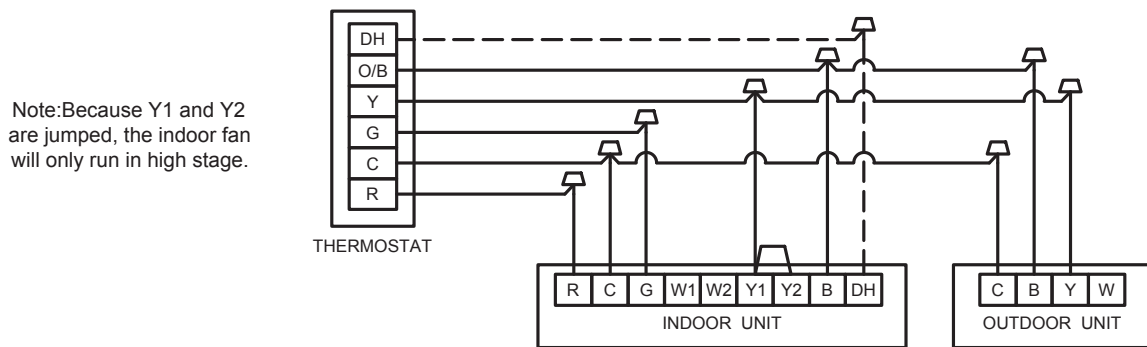 Note:Because Y1 and Y2
are jumped, the indoor fan
will only run in high stage.
DH
O/B
Y
G
C
R
THERMOSTAT
R C G W1 W2 Y1 Y2 B DH
INDOOR UNIT
C B Y W
OUTDOOR UNIT